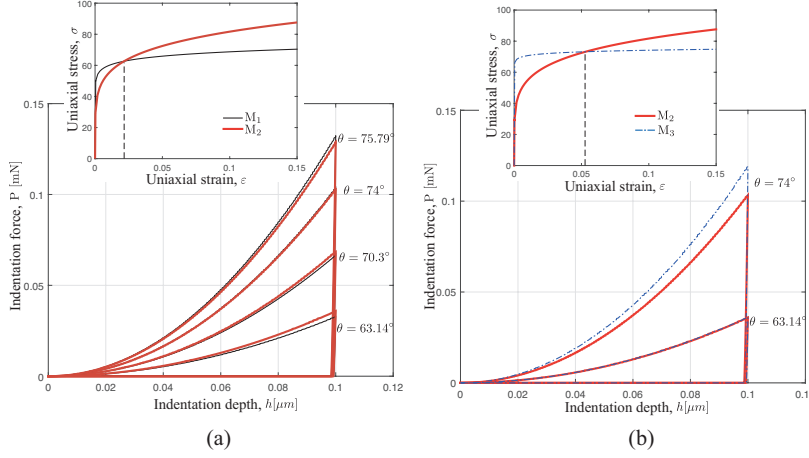 100
80
60
40
20
0
0
0.05
0.1
0.15
Uniaxial stress, σ
Uniaxial strain, ε
M₁
M₂
0.15
0.1
0.05
0
0
0.02
0.04
0.06
0.08
0.1
0.12
Indentation force, P [mN]
Indentation depth, h[μm]
θ = 75.79°
θ = 74°
θ = 70.3°
θ = 63.14°
(a)
100
80
60
40
20
0
0
0.05
0.1
0.15
Uniaxial stress, σ
Uniaxial strain, ε
M₂
M₃
0.15
0.1
0.05
0
0
0.02
0.04
0.06
0.08
0.1
0.1
Indentation force, P [mN]
Indentation depth, h[μm]
θ = 74°
θ = 63.14°
(b)